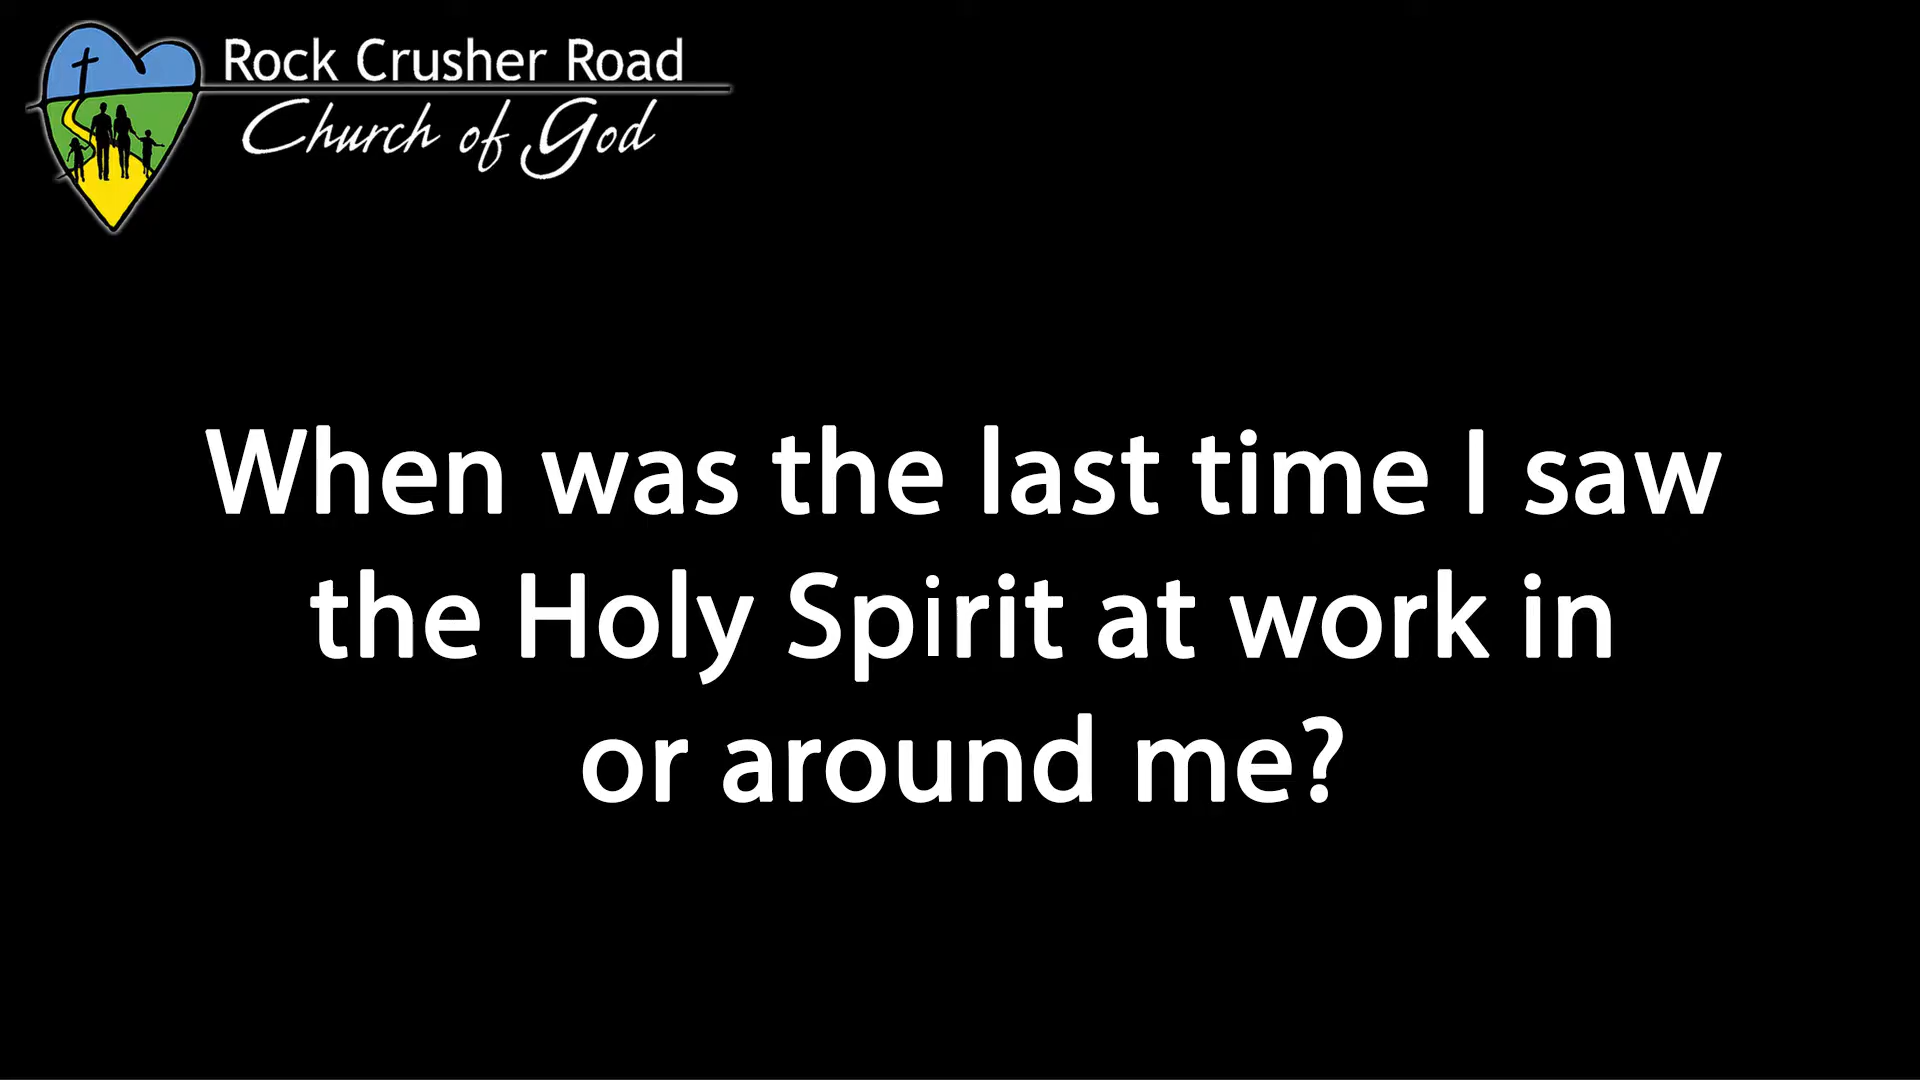 Rock Crusher Road
Church of God
When was the last time I saw
the Holy Spirit at work in
or around me?